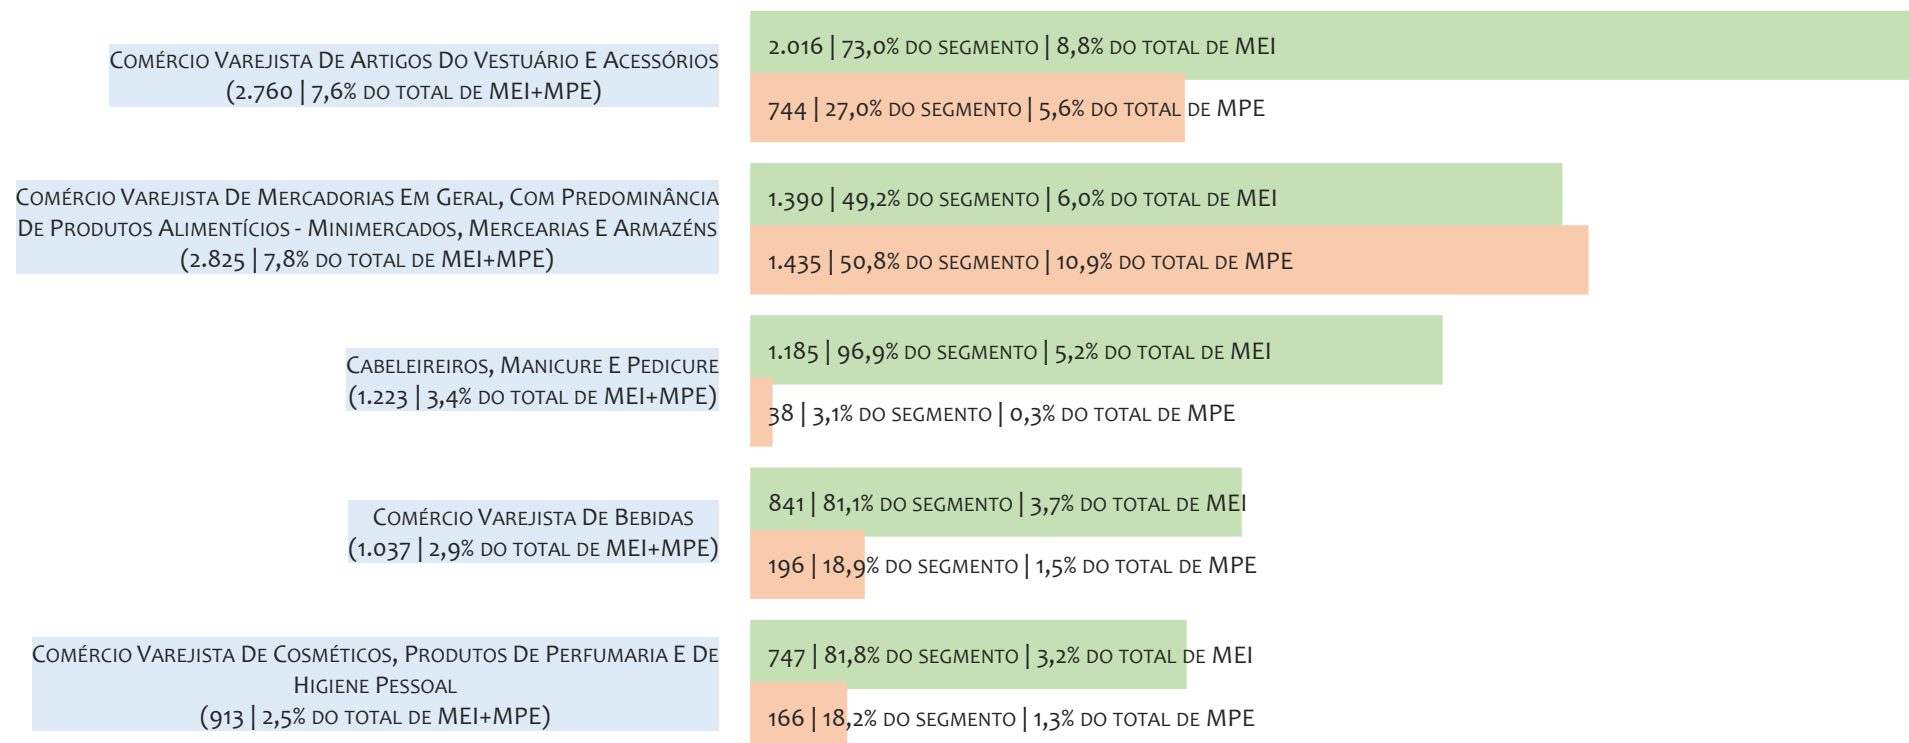 Comércio Varejista De Artigos Do Vestuário E Acessórios
(2.760 | 7,6% do total de MEI+MPE)
2.016 | 73,0% do segmento | 8,8% do total de MEI
744 | 27,0% do segmento | 5,6% do total de MPE
Comércio Varejista De Mercadorias Em Geral, Com Predominância
De Produtos Alimentícios - Minimercados, Mercearias E Armazéns
(2.825 | 7,8% do total de MEI+MPE)
1.390 | 49,2% do segmento | 6,0% do total de MEI
1.435 | 50,8% do segmento | 10,9% do total de MPE
Cabeleireiros, Manicure E Pedicure
(1.223 | 3,4% do total de MEI+MPE)
1.185 | 96,9% do segmento | 5,2% do total de MEI
38 | 3,1% do segmento | 0,3% do total de MPE
Comércio Varejista De Bebidas
(1.037 | 2,9% do total de MEI+MPE)
841 | 81,1% do segmento | 3,7% do total de MEI
196 | 18,9% do segmento | 1,5% do total de MPE
Comércio Varejista De Cosméticos, Produtos De Perfumaria E De
Higiene Pessoal
(913 | 2,5% do total de MEI+MPE)
747 | 81,8% do segmento | 3,2% do total de MEI
166 | 18,2% do segmento | 1,3% do total de MPE